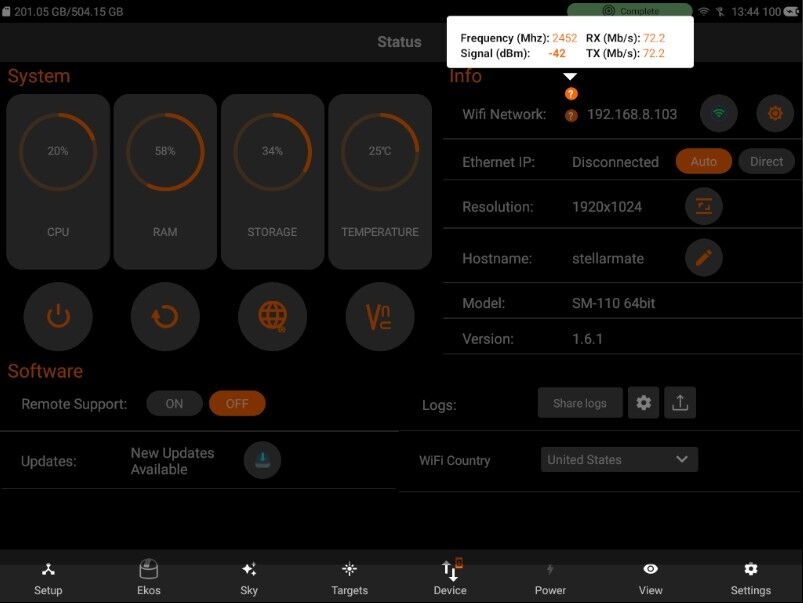 201.05 GB/504.15 GB
Complete
13:44 100
Status
Frequency (Mhz): 2452 RX (Mb/s): 72.2
Signal (dBm): -42 TX (Mb/s): 72.2
System
20%
CPU
58%
RAM
34%
STORAGE
25°C
TEMPERATURE
Vnc
Info
?
Wifi Network: ? 192.168.8.103
Ethernet IP: Disconnected Auto Direct
Resolution: 1920x1024
Hostname: stellarmate
Model: SM-110 64bit
Version: 1.6.1
Software
Remote Support: ON OFF
Updates: New Updates
Available
Logs: Share logs
WiFi Country United States
Setup Ekos Sky Targets Device Power View Settings